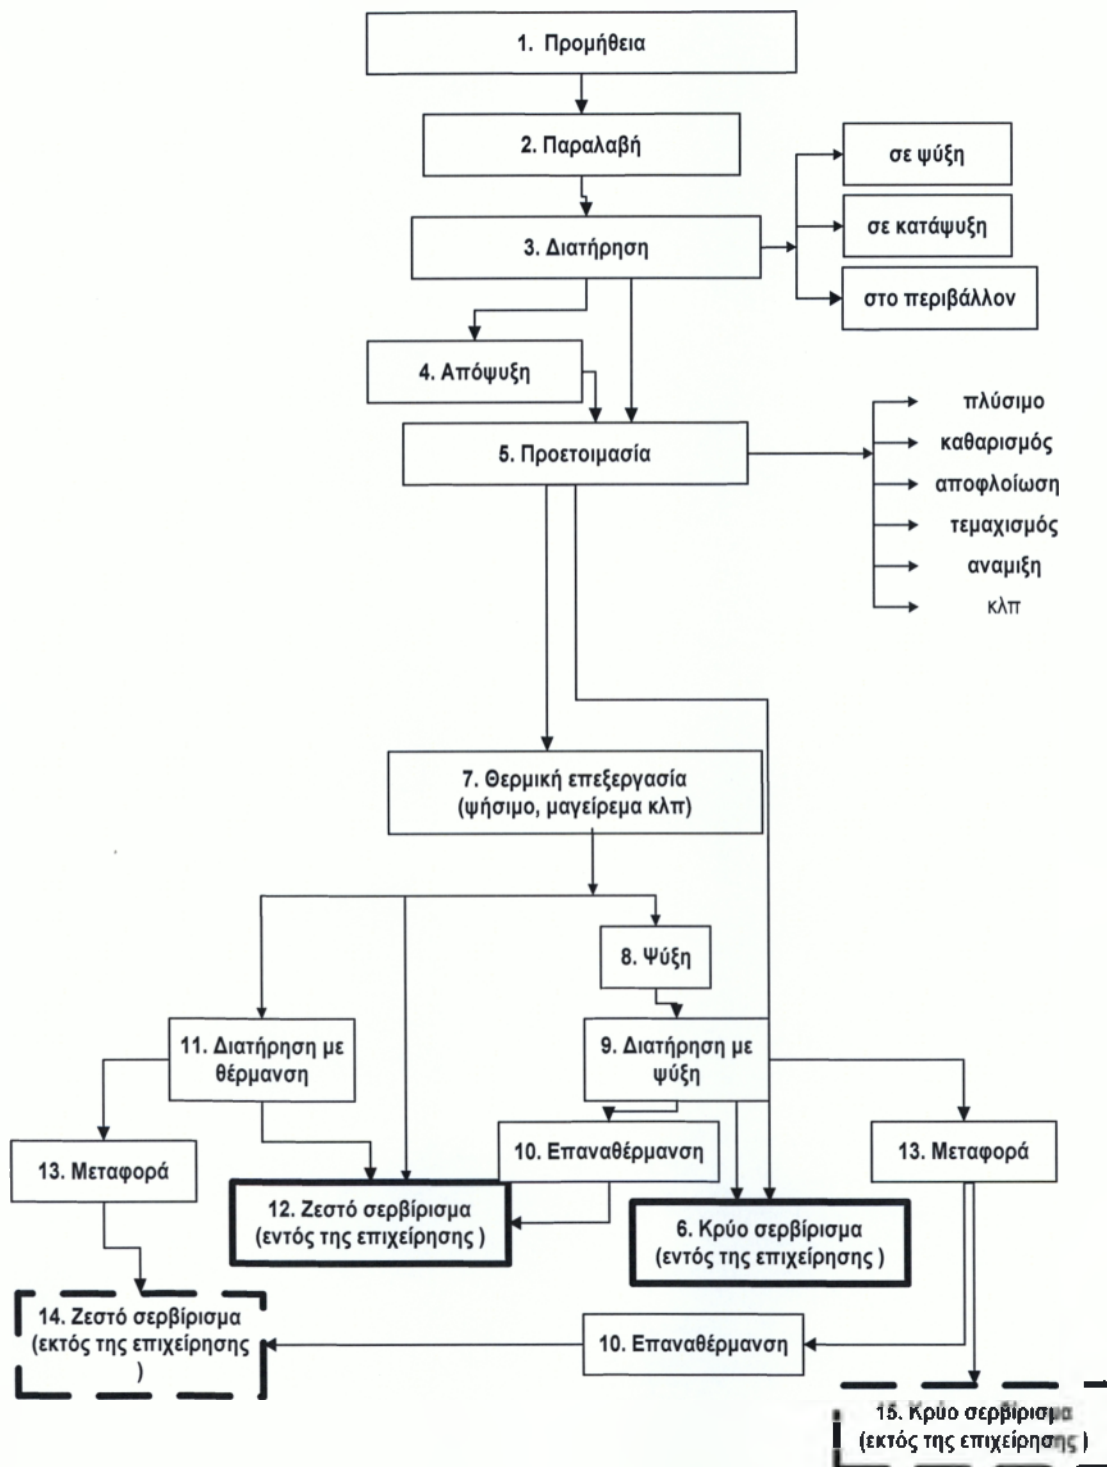 1. Προμήθεια
2. Παραλαβή
σε ψύξη
3. Διατήρηση
σε κατάψυξη
στο περιβάλλον
4. Απόψυξη
5. Προετοιμασία
πλύσιμο
καθαρισμός
αποφλοίωση
τεμαχισμός
αναμιξη
κλπ
7. Θερμική επεξεργασία
(ψήσιμο, μαγείρεμα κλπ)
8. Ψύξη
11. Διατήρηση με
θέρμανση
9. Διατήρηση με
ψύξη
13. Μεταφορά
10. Επαναθέρμανση
13. Μεταφορά
12. Ζεστό σερβίρισμα
(εντός της επιχείρησης )
6. Κρύο σερβίρισμα
(εντός της επιχείρησης )
14. Ζεστό σερβίρισμα
(εκτός της επιχείρησης
)
10. Επαναθέρμανση
15. Κρύο σερβίρισμα
(εκτός της επιχείρησης )